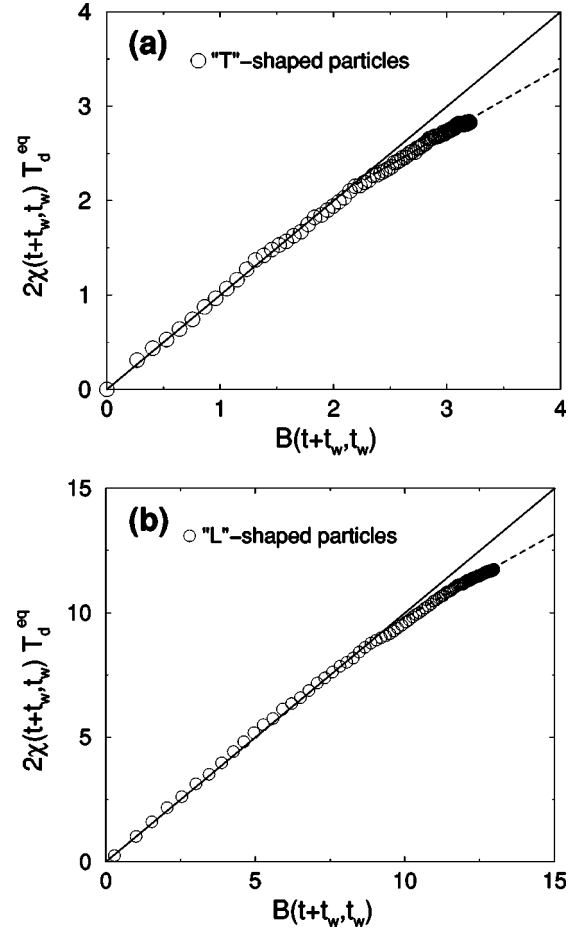 (a)
"T"-shaped particles
4
3
2
1
0
2χ(t+t_w,t_w) T_d^eq
0 1 2 3 4
B(t+t_w,t_w)
(b)
"L"-shaped particles
15
10
5
0
2χ(t+t_w,t_w) T_d^eq
0 5 10 15
B(t+t_w,t_w)